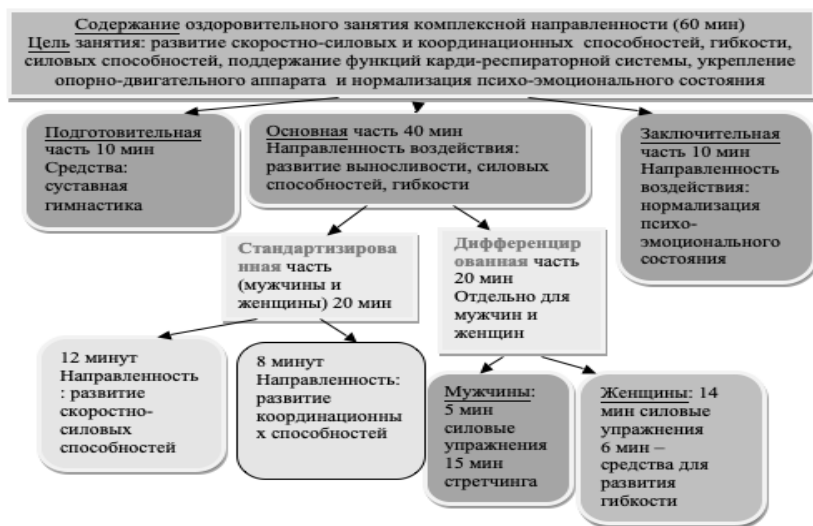 Содержание оздоровительного занятия комплексной направленности (60 мин)
Цель занятия: развитие скоростно-силовых и координационных способностей, гибкости,
силовых способностей, поддержание функций карди-респираторной системы, укрепление
опорно-двигательного аппарата и нормализация психо-эмоционального состояния
Подготовительная
часть 10 мин
Средства:
суставная
гимнастика
Основная часть 40 мин
Направленность воздействия:
развитие выносливости, силовых
способностей, гибкости
Заключительная
часть 10 мин
Направленность
воздействия:
нормализация
психо-
эмоционального
состояния
Стандартизирова
нная часть
(мужчины и
женщины) 20 мин
Дифференцир
ованная часть
20 мин
Отдельно для
мужчин и
женщин
12 минут
Направленность
: развитие
скоростно-
силовых
способностей
8 минут
Направленность:
развитие
координационны
х способностей
Мужчины:
5 мин
силовые
упражнения
15 мин
стретчинга
Женщины: 14
мин силовые
упражнения
6 мин –
средства для
развития
гибкости